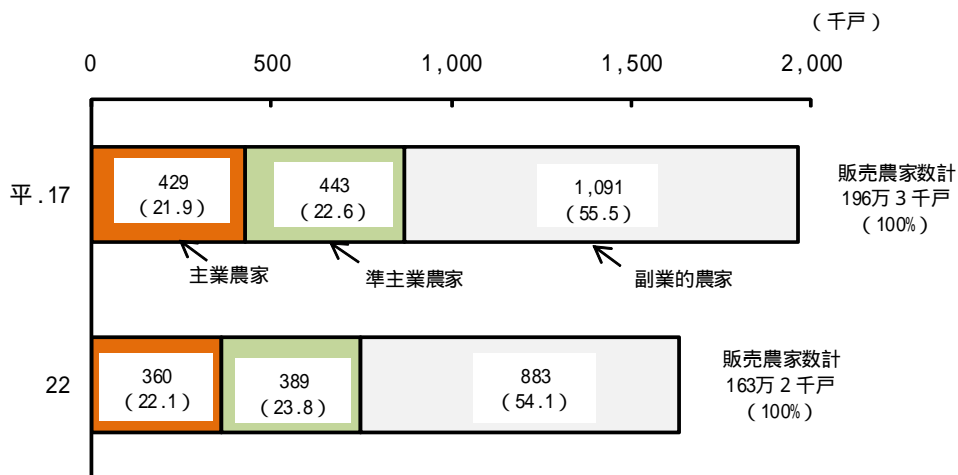 （千戸）
0 500 1,000 1,500 2,000
平.17
429
(21.9)
443
(22.6)
1,091
(55.5)
販売農家数計
196万3千戸
(100%)
主業農家
準主業農家
副業的農家
22
360
(22.1)
389
(23.8)
883
(54.1)
販売農家数計
163万2千戸
(100%)